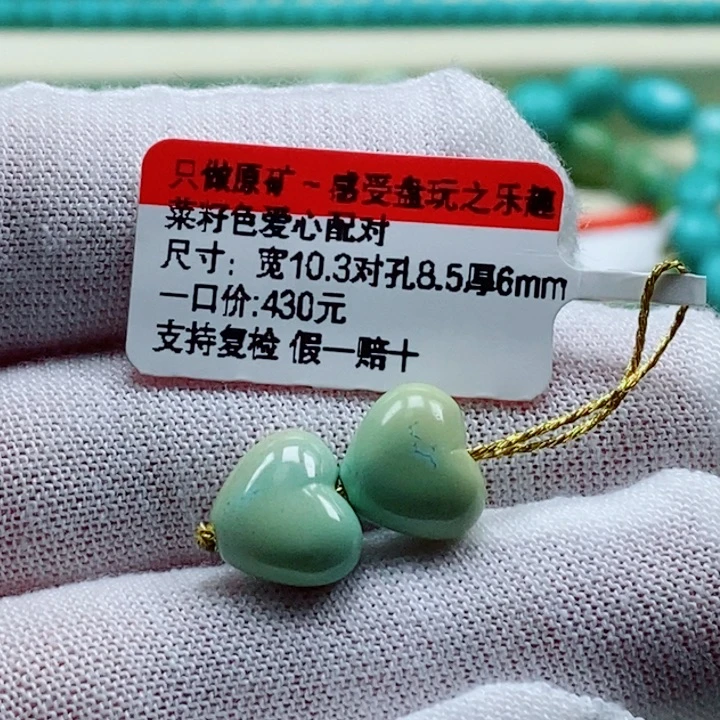 只做原矿~感受盘玩之乐趣
菜籽色爱心配对
尺寸：宽10.3对孔8.5厚6mm
一口价:430元
支持复检 假一赔十